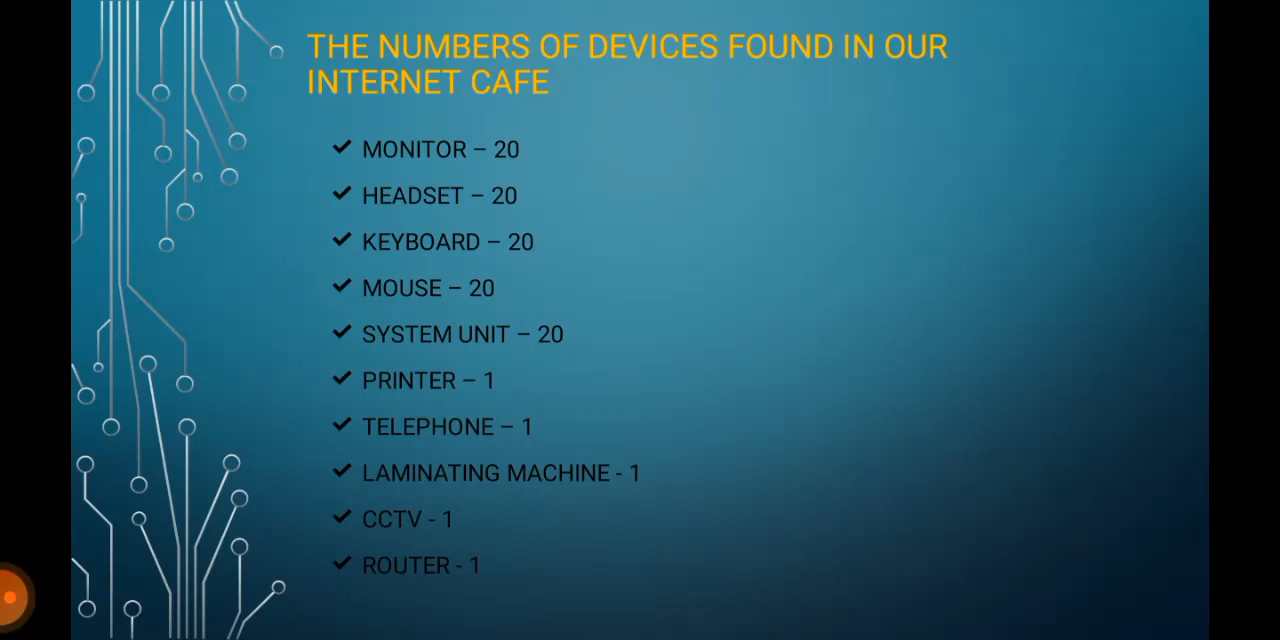 THE NUMBERS OF DEVICES FOUND IN OUR
INTERNET CAFE
MONITOR – 20
HEADSET – 20
KEYBOARD – 20
MOUSE – 20
SYSTEM UNIT – 20
PRINTER – 1
TELEPHONE – 1
LAMINATING MACHINE - 1
CCTV - 1
ROUTER - 1